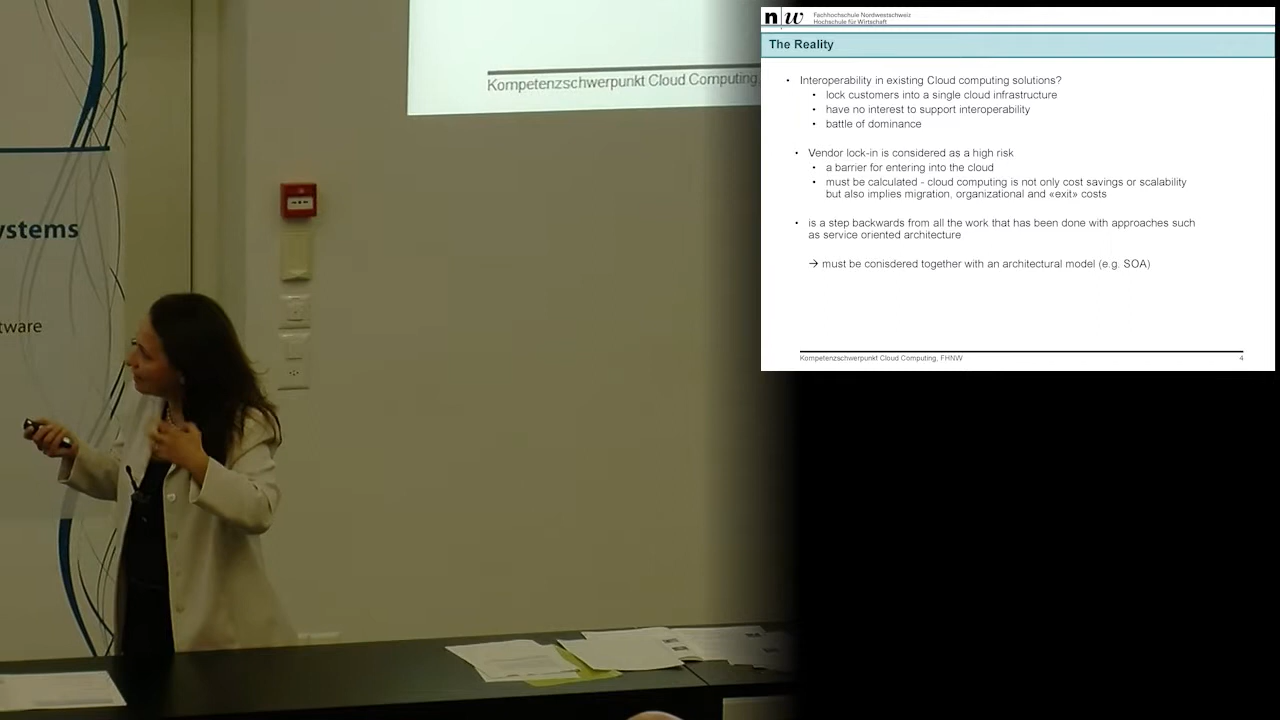 ystems
tware
Kompetenzschwerpunkt Cloud Computing,
n w Fachhochschule Nordwestschweiz
Hochschule für Wirtschaft
The Reality
• Interoperability in existing Cloud computing solutions?
• lock customers into a single cloud infrastructure
• have no interest to support interoperability
• battle of dominance
• Vendor lock-in is considered as a high risk
• a barrier for entering into the cloud
• must be calculated - cloud computing is not only cost savings or scalability
but also implies migration, organizational and «exit» costs
• is a step backwards from all the work that has been done with approaches such
as service oriented architecture
→ must be conisdered together with an architectural model (e.g. SOA)
Kompetenzschwerpunkt Cloud Computing, FHNW 4